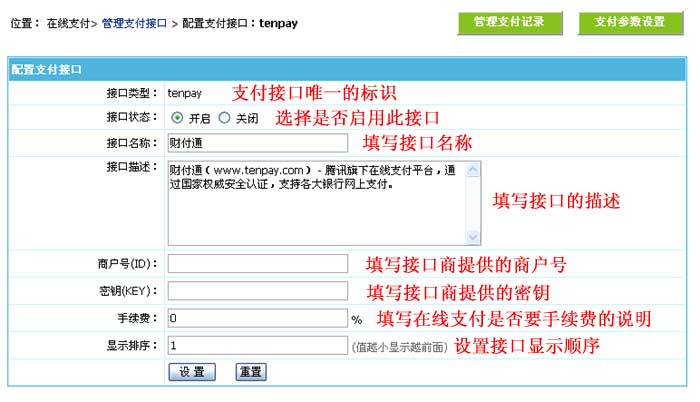 位置： 在线支付> 管理支付接口 > 配置支付接口：tenpay 管理支付记录 支付参数设置
配置支付接口
接口类型： tenpay 支付接口唯一的标识
接口状态： 开启 关闭 选择是否启用此接口
接口名称： 财付通 填写接口名称
接口描述： 财付通（www.tenpay.com） - 腾讯旗下在线支付平台，通
过国家权威安全认证，支持各大银行网上支付。
填写接口的描述
商户号(ID)： 填写接口商提供的商户号
密钥(KEY)： 填写接口商提供的密钥
手续费： 0 % 填写在线支付是否要手续费的说明
显示排序： 1 (值越小显示越前面) 设置接口显示顺序
设 置 重置